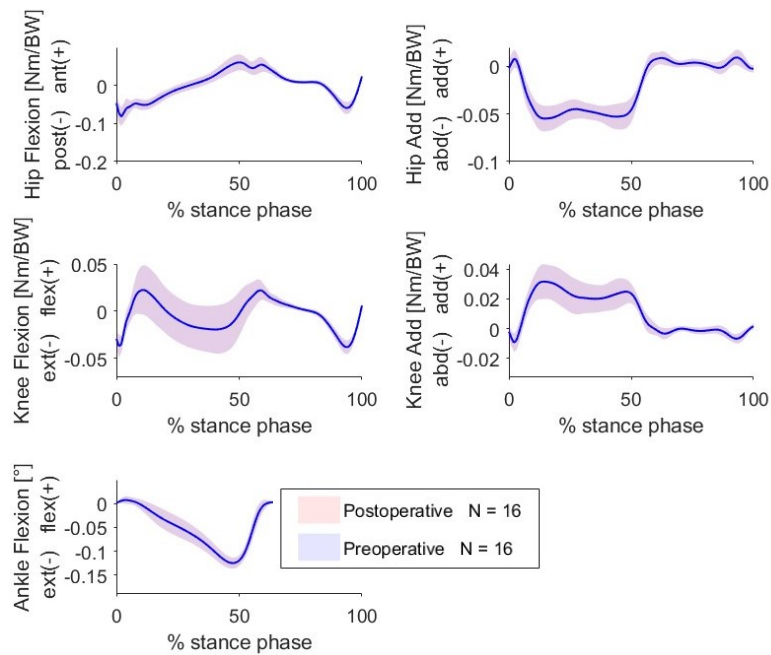 Hip Flexion [Nm/BW]
post(-) ant(+)
0
-0.1
-0.2
0 50 100
% stance phase
Hip Add [Nm/BW]
abd(-) add(+)
0
-0.05
-0.1
0 50 100
% stance phase
Knee Flexion [Nm/BW]
ext(-) flex(+)
0.05
0
-0.05
0 50 100
% stance phase
Knee Add [Nm/BW]
abd(-) add(+)
0.04
0.02
0
-0.02
0 50 100
% stance phase
Ankle Flexion [°]
ext(-) flex(+)
0
-0.05
-0.1
-0.15
0 50 100
% stance phase
Postoperative N = 16
Preoperative N = 16